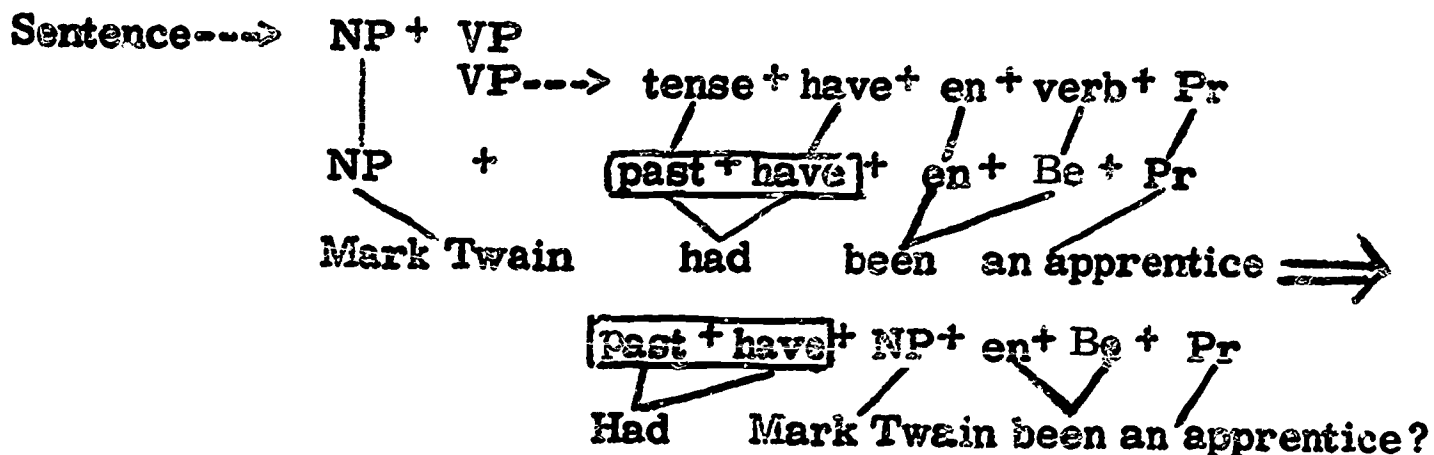 Sentence---> NP + VP
VP---> tense + have + en + verb + Pr
NP + past + have + en + Be + Pr
Mark Twain had been an apprentice
past + have + NP + en + Be + Pr
Had Mark Twain been an apprentice?